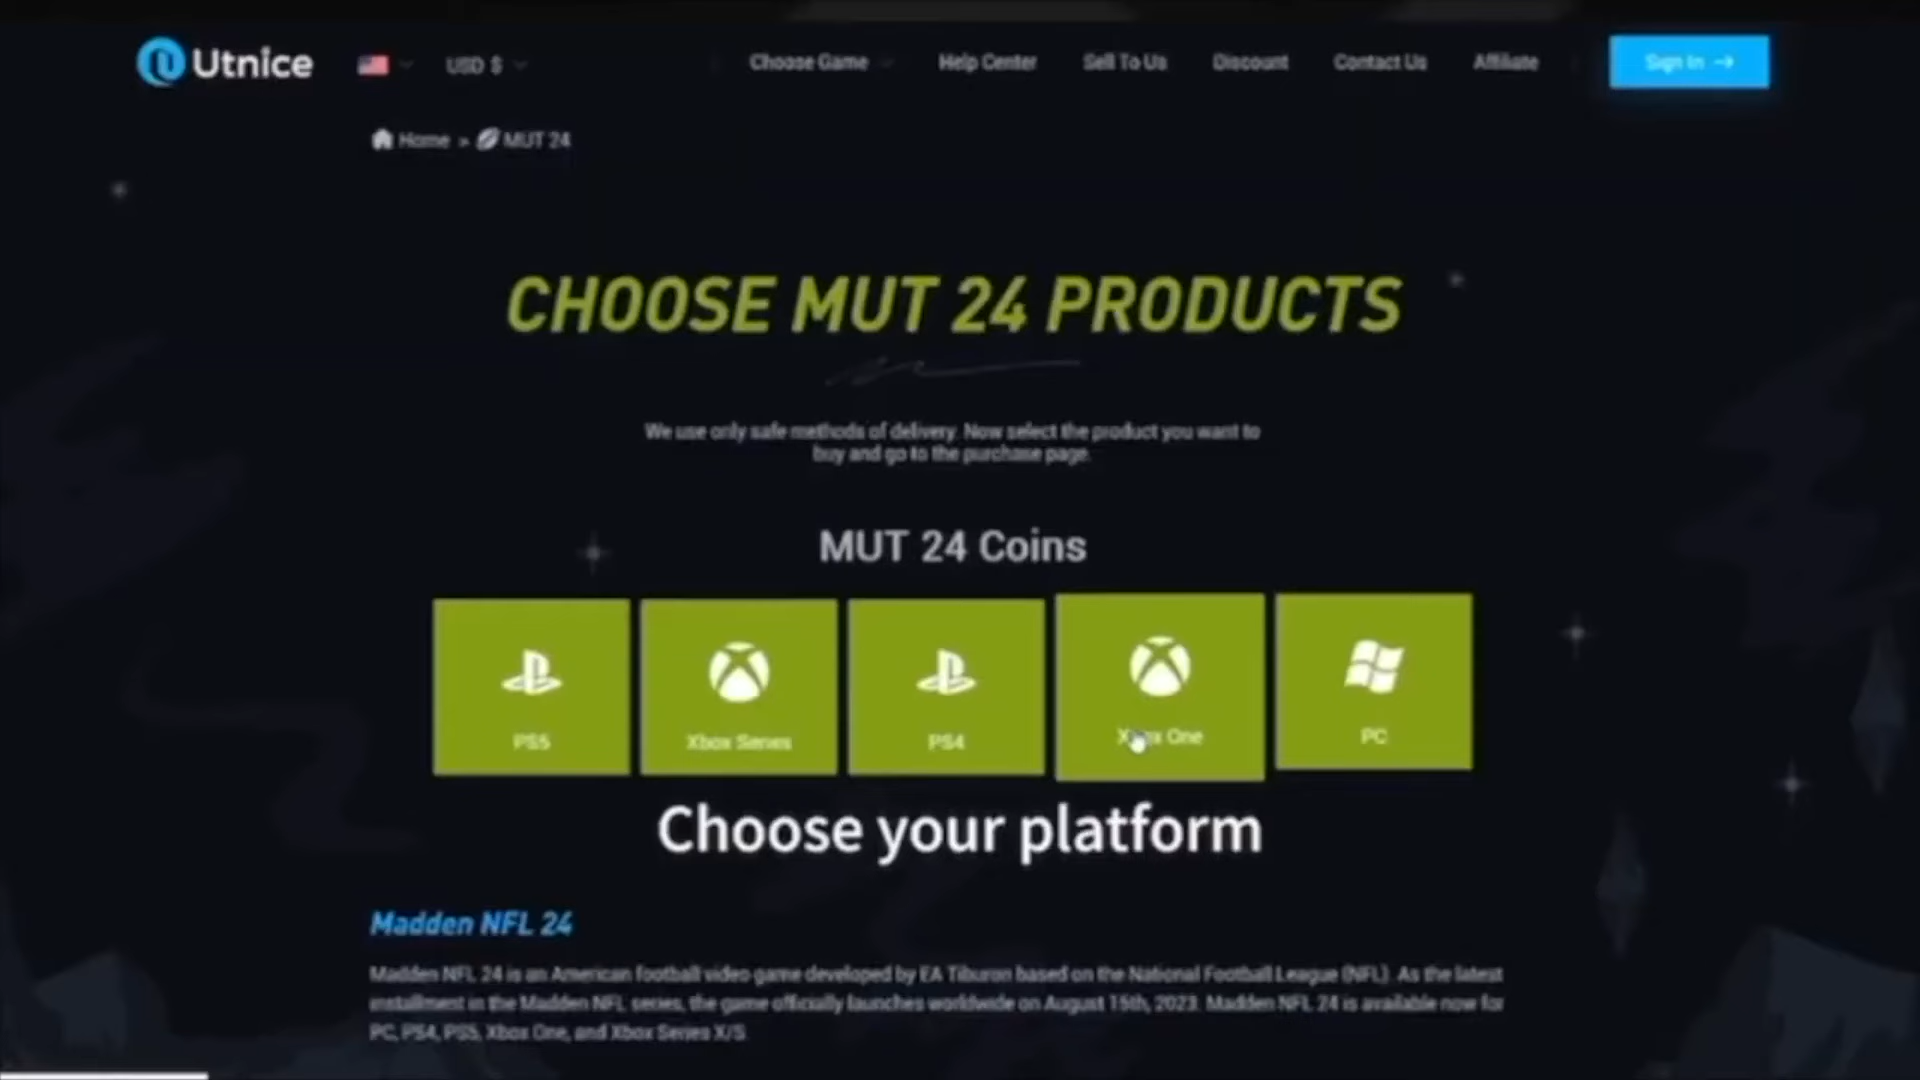 Utnice
USD $
Choose Game
Help Center
Sell To Us
Discount
Contact Us
Affiliate
Sign In →
Home > MUT 24
CHOOSE MUT 24 PRODUCTS
We use only safe methods of delivery. Now select the product you want to
buy and go to the purchase page.
MUT 24 Coins
PS5
Xbox Series
PS4
Xbox One
PC
Choose your platform
Madden NFL 24
Madden NFL 24 is an American football video game developed by EA Tiburon based on the National Football League (NFL). As the latest
installment in the Madden NFL series, the game officially launches worldwide on August 15th, 2023. Madden NFL 24 is available now for
PC, PS4, PS5, Xbox One, and Xbox Series X/S.